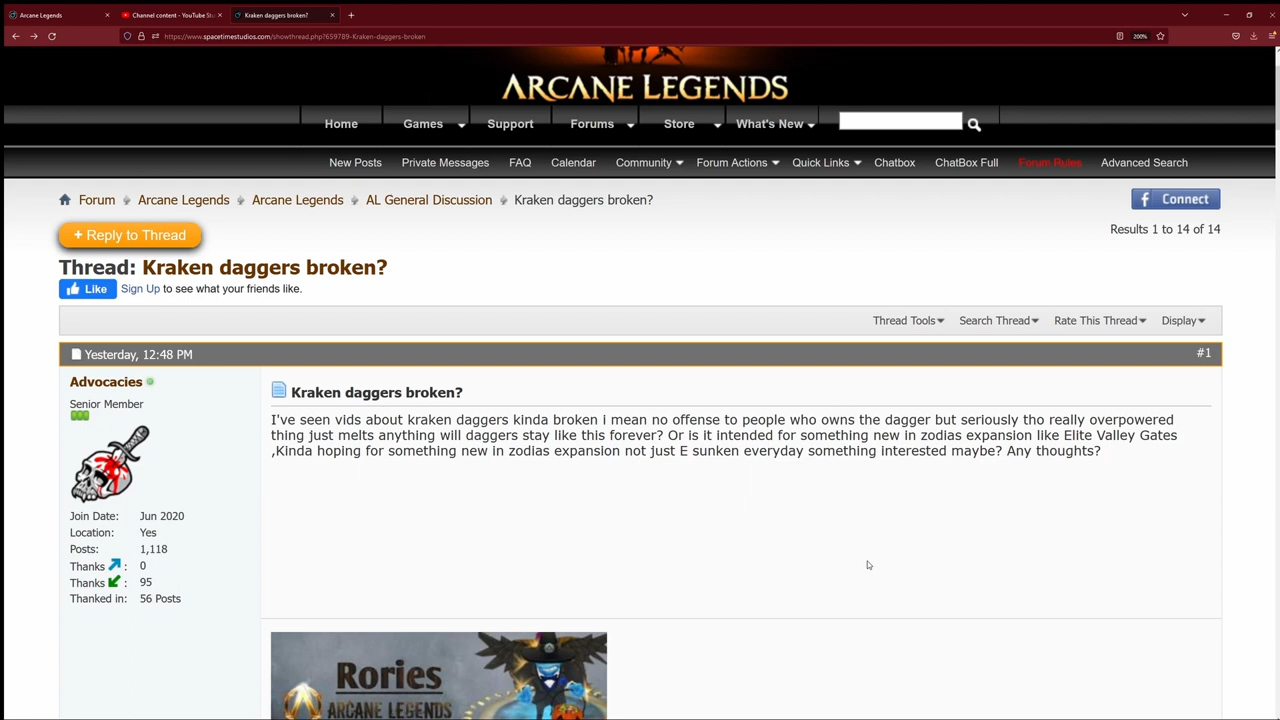 Arcane Legends
Channel content - YouTube St
Kraken daggers broken?
https://www.spacetimestudios.com/showthread.php?659789-Kraken-daggers-broken
200%
ARCANE LEGENDS
Home Games Support Forums Store What's New
New Posts Private Messages FAQ Calendar Community Forum Actions Quick Links Chatbox ChatBox Full Forum Rules Advanced Search
Forum Arcane Legends Arcane Legends AL General Discussion Kraken daggers broken?
f Connect
+ Reply to Thread
Results 1 to 14 of 14
Thread: Kraken daggers broken?
Like Sign Up to see what your friends like.
Thread Tools Search Thread Rate This Thread Display
Yesterday, 12:48 PM
#1
Advocacies
Senior Member
Join Date: Jun 2020
Location: Yes
Posts: 1,118
Thanks : 0
Thanks : 95
Thanked in: 56 Posts
Kraken daggers broken?
I've seen vids about kraken daggers kinda broken i mean no offense to people who owns the dagger but seriously tho really overpowered
thing just melts anything will daggers stay like this forever? Or is it intended for something new in zodias expansion like Elite Valley Gates
,Kinda hoping for something new in zodias expansion not just E sunken everyday something interested maybe? Any thoughts?
Rories
ARCANE LEGENDS